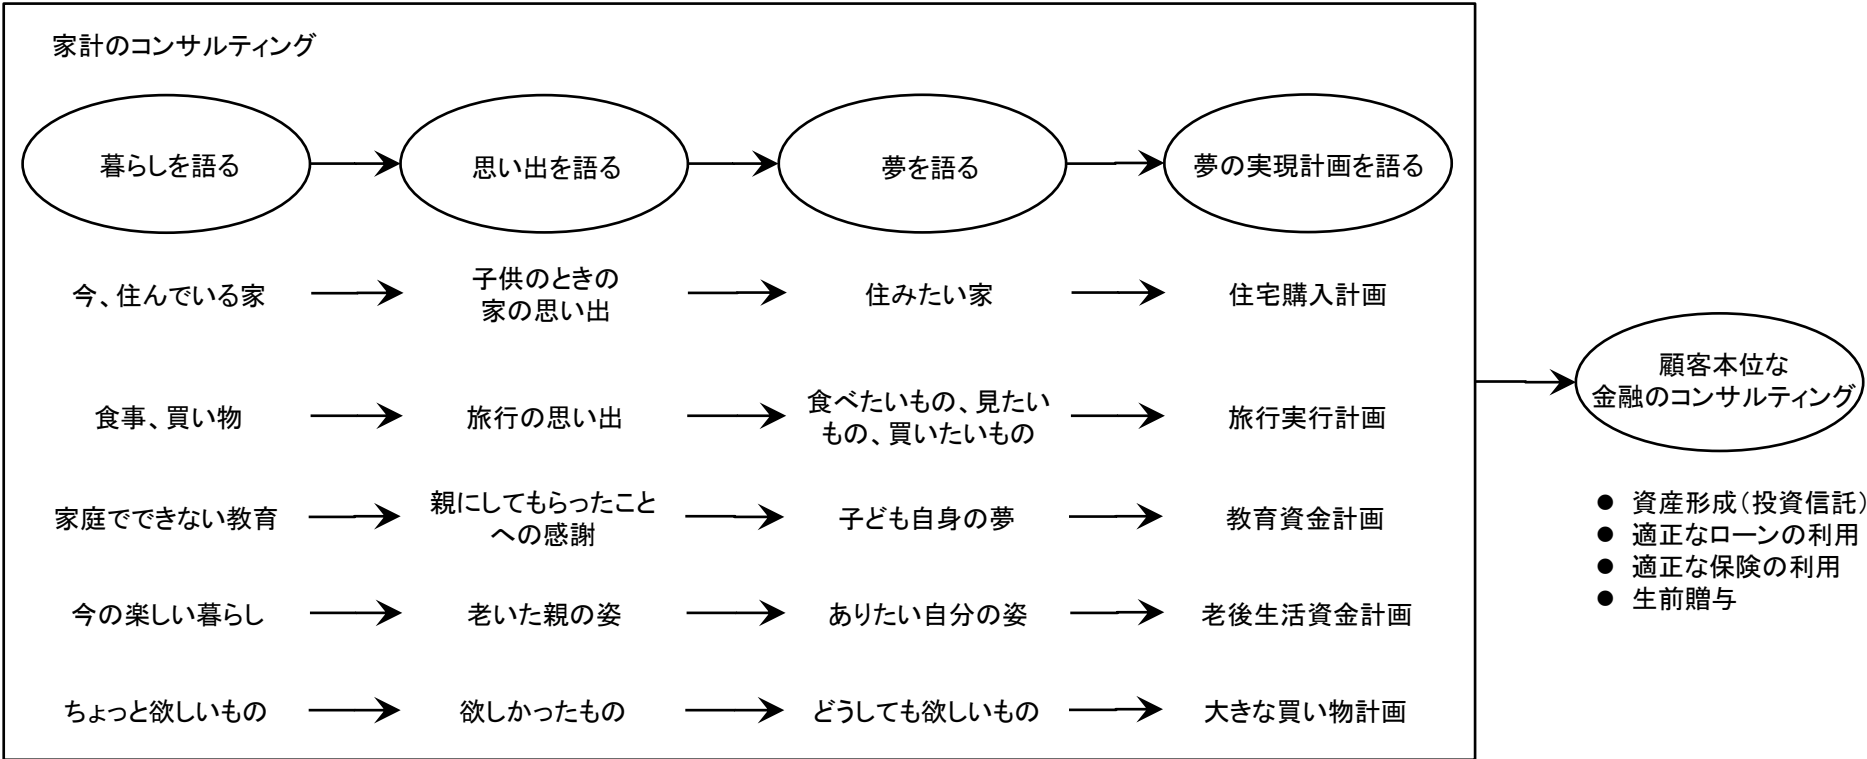 家計のコンサルティング
暮らしを語る
思い出を語る
夢を語る
夢の実現計画を語る
今、住んでいる家
子供のときの
家の思い出
住みたい家
住宅購入計画
食事、買い物
旅行の思い出
食べたいもの、見たい
もの、買いたいもの
旅行実行計画
家庭でできない教育
親にしてもらったこと
への感謝
子ども自身の夢
教育資金計画
今の楽しい暮らし
老いた親の姿
ありたい自分の姿
老後生活資金計画
ちょっと欲しいもの
欲しかったもの
どうしても欲しいもの
大きな買い物計画
顧客本位な
金融のコンサルティング
● 資産形成（投資信託）
● 適正なローンの利用
● 適正な保険の利用
● 生前贈与